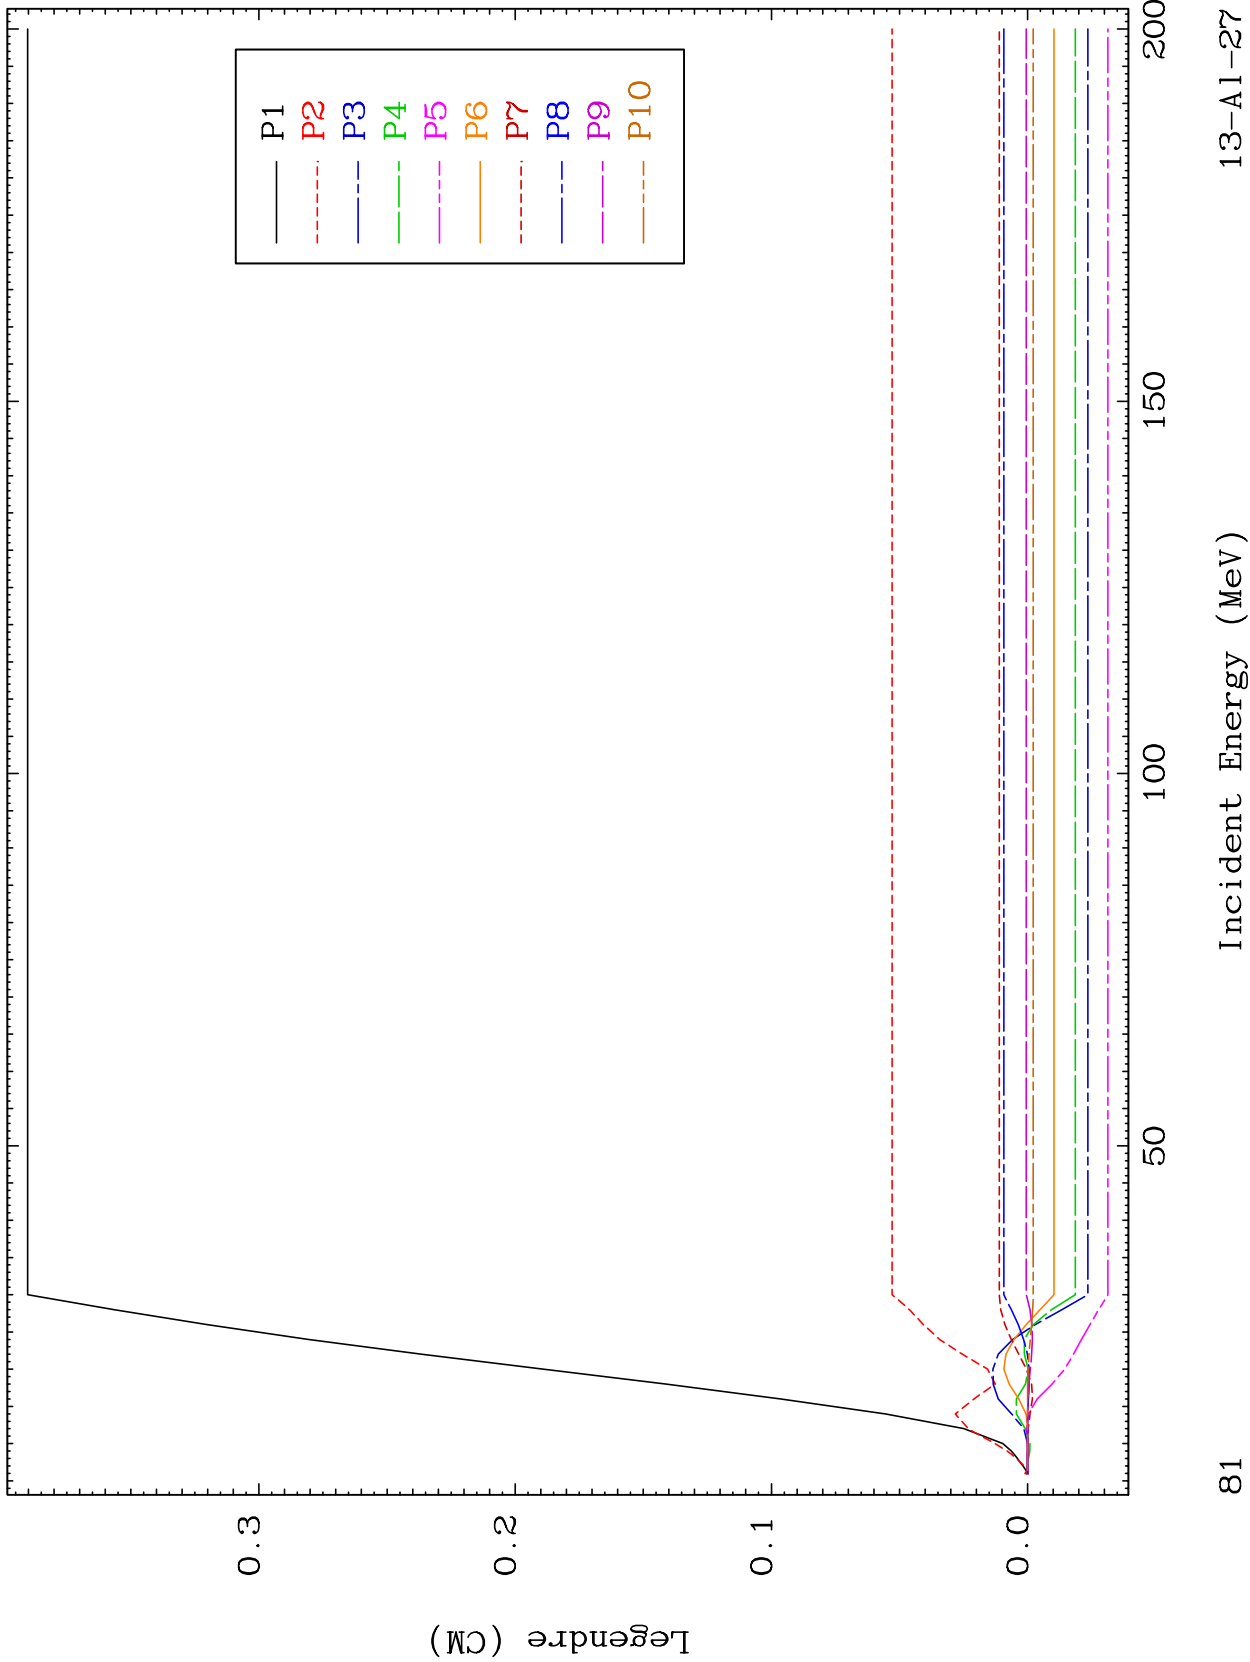 P1
P2
P3
P4
P5
P6
P7
P8
P9
P10
0.3
0.2
0.1
0.0
Legendre (CM)
50
100
150
200
81
Incident Energy (MeV)
13-Al-27